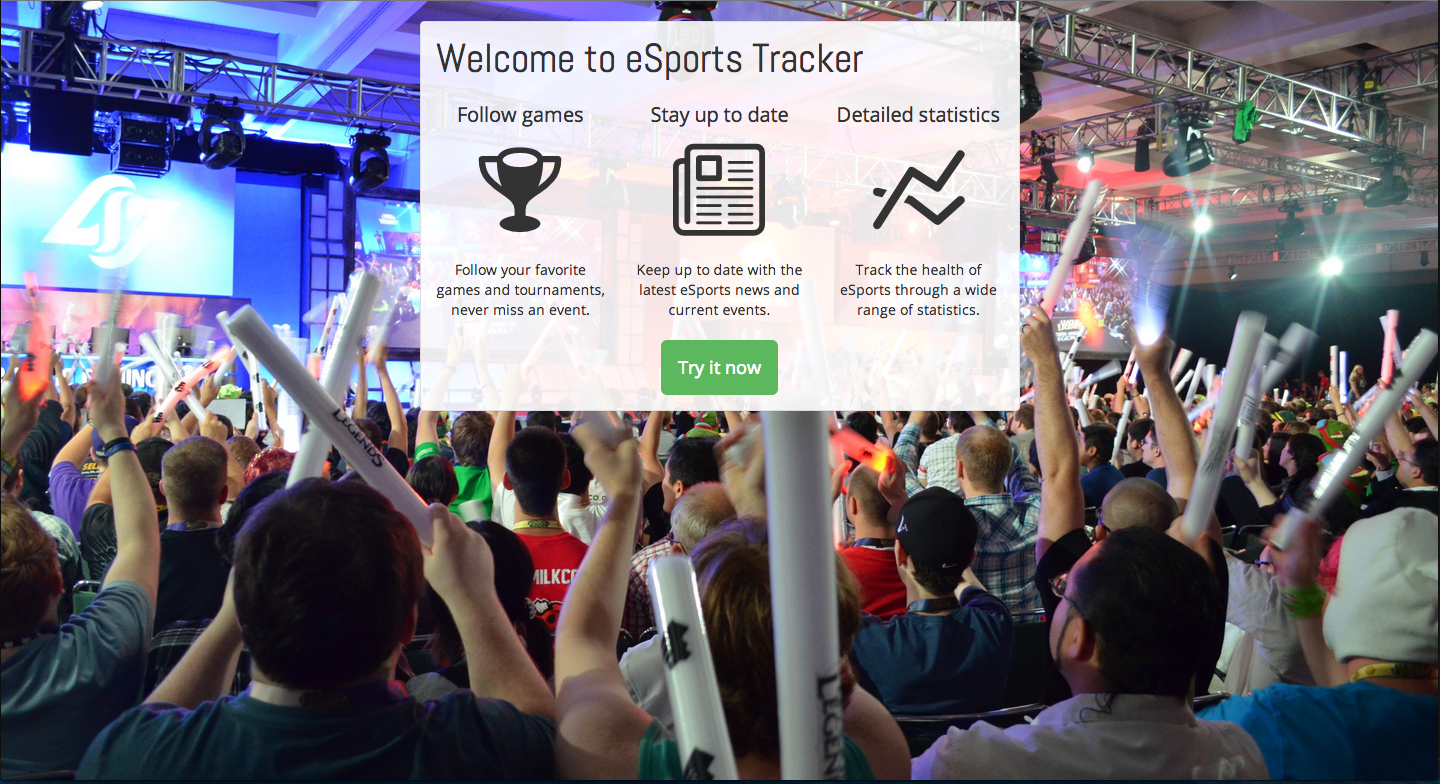 Welcome to eSports Tracker
Follow games
Stay up to date
Detailed statistics
Follow your favorite
games and tournaments,
never miss an event.
Keep up to date with the
latest eSports news and
current events.
Track the health of
eSports through a wide
range of statistics.
Try it now
LEGENDS
MILKCO
LEGENDS